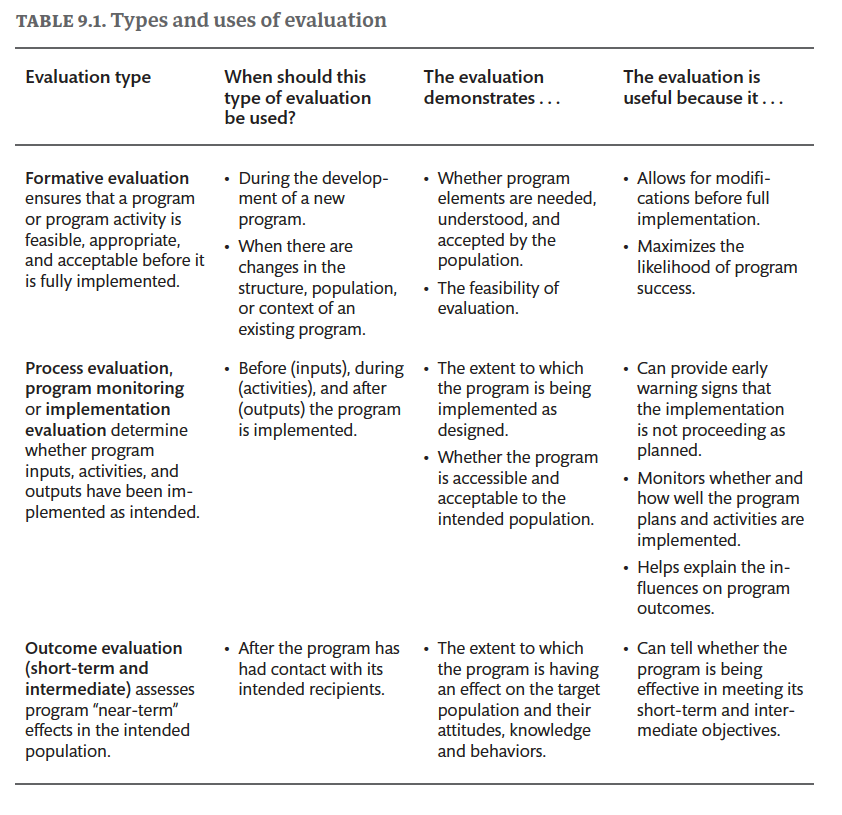 TABLE 9.1. Types and uses of evaluation
Evaluation type
When should this
type of evaluation
be used?
The evaluation
demonstrates . . .
The evaluation is
useful because it . . .
Formative evaluation
ensures that a program
or program activity is
feasible, appropriate,
and acceptable before it
is fully implemented.
• During the develop-
ment of a new
program.
• When there are
changes in the
structure, population,
or context of an
existing program.
• Whether program
elements are needed,
understood, and
accepted by the
population.
• The feasibility of
evaluation.
• Allows for modifi-
cations before full
implementation.
• Maximizes the
likelihood of program
success.
Process evaluation,
program monitoring
or implementation
evaluation determine
whether program
inputs, activities, and
outputs have been im-
plemented as intended.
• Before (inputs), during
(activities), and after
(outputs) the program
is implemented.
• The extent to which
the program is being
implemented as
designed.
• Whether the program
is accessible and
acceptable to the
intended population.
• Can provide early
warning signs that
the implementation
is not proceeding as
planned.
• Monitors whether and
how well the program
plans and activities are
implemented.
• Helps explain the in-
fluences on program
outcomes.
Outcome evaluation
(short-term and
intermediate) assesses
program “near-term”
effects in the intended
population.
• After the program has
had contact with its
intended recipients.
• The extent to which
the program is having
an effect on the target
population and their
attitudes, knowledge
and behaviors.
• Can tell whether the
program is being
effective in meeting its
short-term and inter-
mediate objectives.